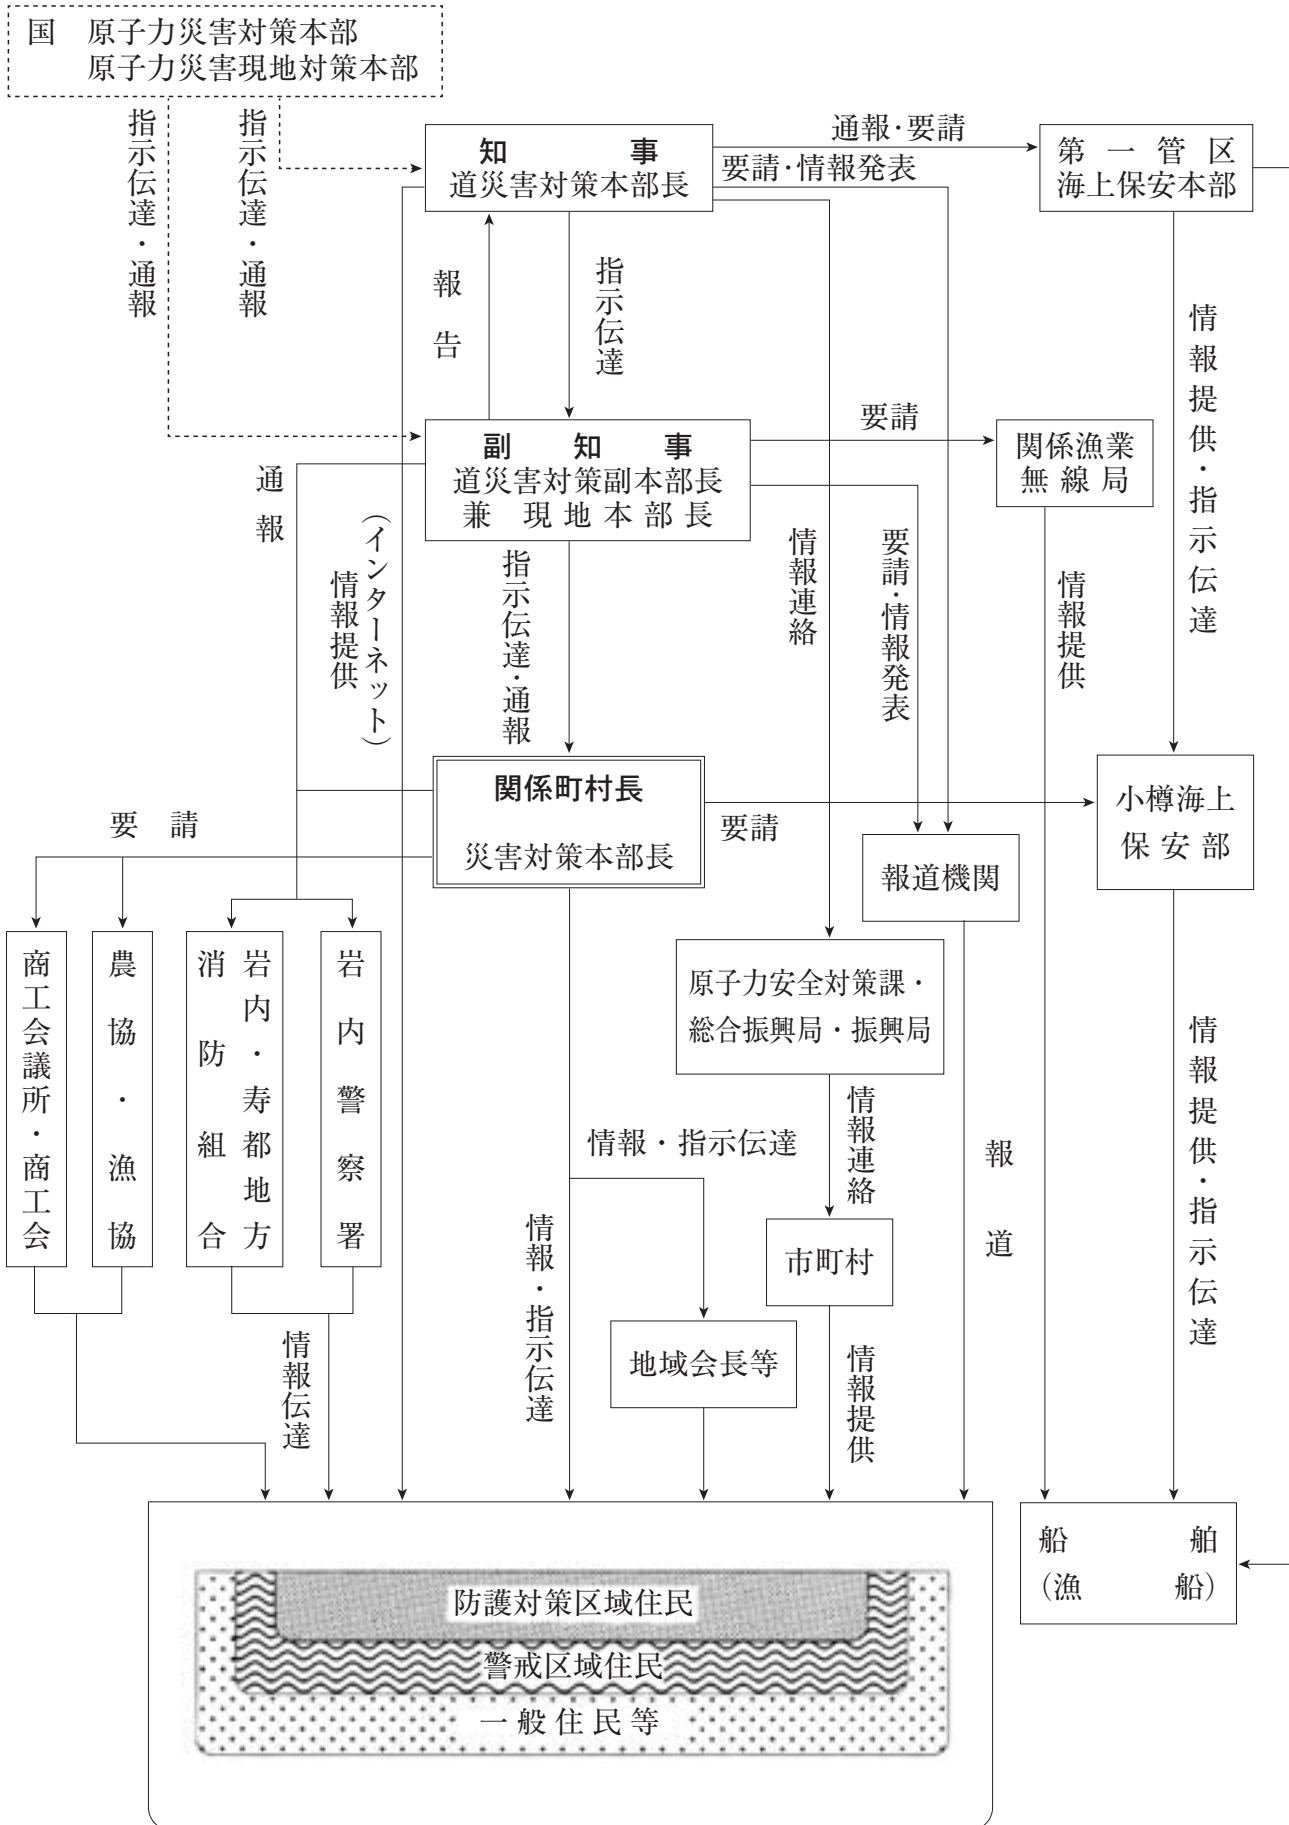 国　原子力災害対策本部
原子力災害現地対策本部
指示伝達・通報
指示伝達・通報
知　事
道災害対策本部長
通報・要請
要請・情報発表
第一管区
海上保安本部
報告
指示伝達
情報提供・指示伝達
副知事
道災害対策副本部長
兼　現地本部長
要請
関係漁業
無線局
通報
（インターネット）
情報提供
指示伝達・通報
情報連絡
要請・情報発表
情報提供
関係町村長
災害対策本部長
要請
要請
小樽海上
保安部
報道機関
商工会議所・商工会
農協・漁協
岩内・寿都地方
消防組合
岩内警察署
原子力安全対策課・
総合振興局・振興局
情報・指示伝達
情報連絡
報道
情報提供・指示伝達
市町村
情報・指示伝達
地域会長等
情報伝達
情報提供
船舶
（漁船）
防護対策区域住民
警戒区域住民
一般住民等